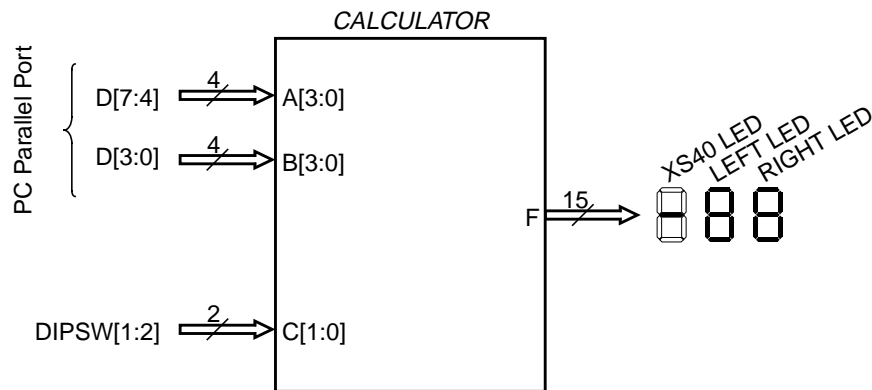 CALCULATOR
PC Parallel Port
D[7:4]
4
A[3:0]
D[3:0]
4
B[3:0]
XS40 LED
LEFT LED
RIGHT LED
F
15
DIPSW[1:2]
2
C[1:0]